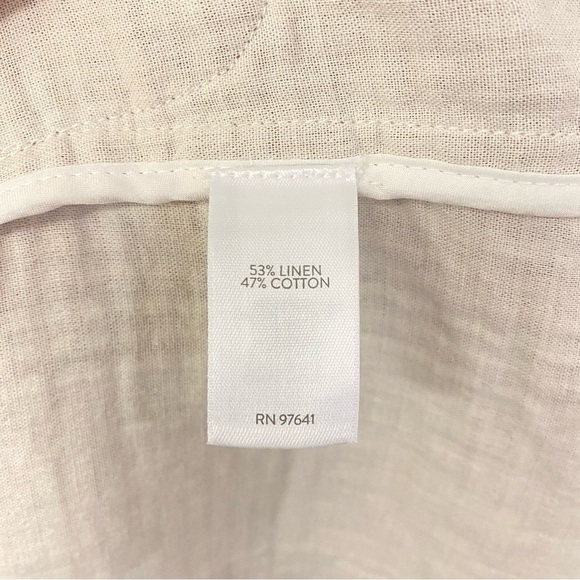 53% LINEN
47% COTTON
RN 97641